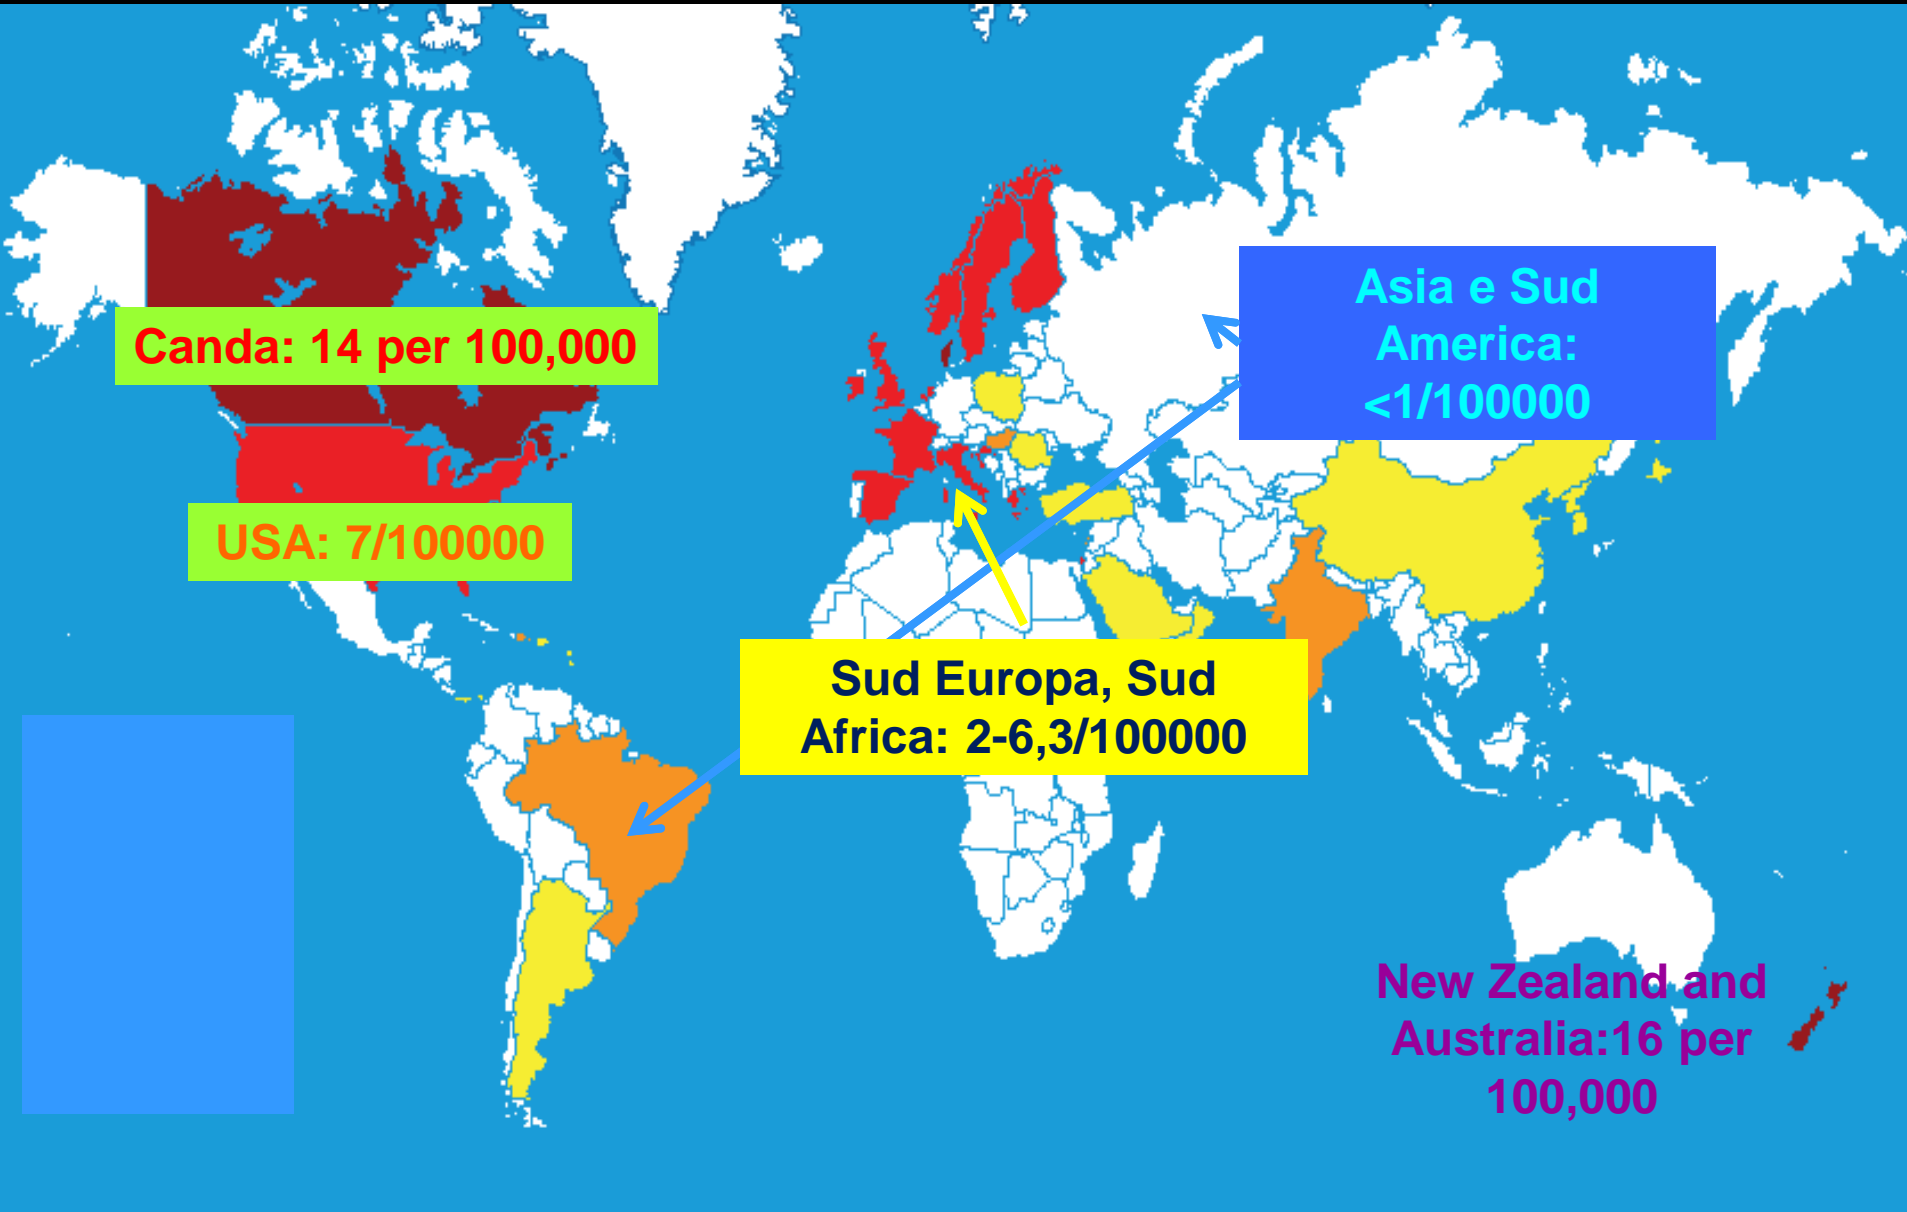 Asia e Sud
America:
<1/100000
Canda: 14 per 100,000
USA: 7/100000
Sud Europa, Sud
Africa: 2-6,3/100000
New Zealand and
Australia:16 per
100,000